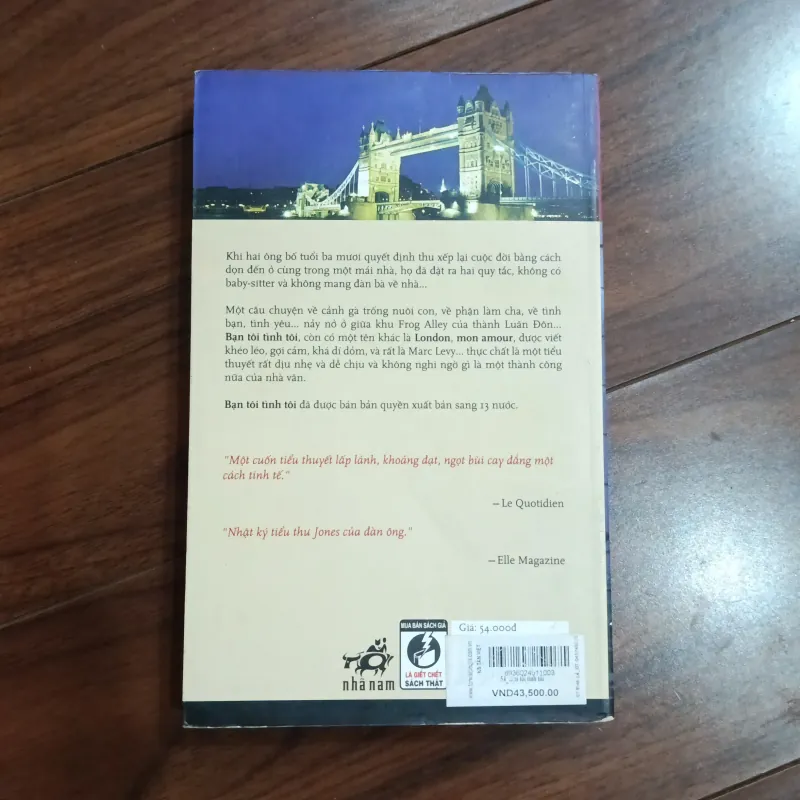 Khi hai ông bố tuổi ba mươi quyết định thu xếp lại cuộc đời bằng cách
dọn đến ở cùng trong một mái nhà, họ đã đặt ra hai quy tắc, không có
baby-sitter và không mang đàn bà về nhà...
Một câu chuyện về cảnh gà trống nuôi con, về phận làm cha, về tình
bạn, tình yêu... nảy nở ở giữa khu Frog Alley của thành Luân Đôn...
Bạn tôi tình tôi, còn có một tên khác là London, mon amour, được viết
khéo léo, gợi cảm, khá dí dỏm, và rất là Marc Levy... thực chất là một tiểu
thuyết rất dịu nhẹ và dễ chịu và không nghi ngờ gì là một thành công
nữa của nhà văn.
Bạn tôi tình tôi đã được bán bản quyền xuất bản sang 13 nước.
"Một cuốn tiểu thuyết lấp lánh, khoáng đạt, ngọt bùi cay đắng một
cách tinh tế."
—Le Quotidien
"Nhật ký tiểu thư Jones của đàn ông."
—Elle Magazine
nhã nam
MUA BÁN SÁCH GIẢ
LÀ GIẾT CHẾT
SÁCH THẬT
Giá: 54.000đ
VND43,500.00